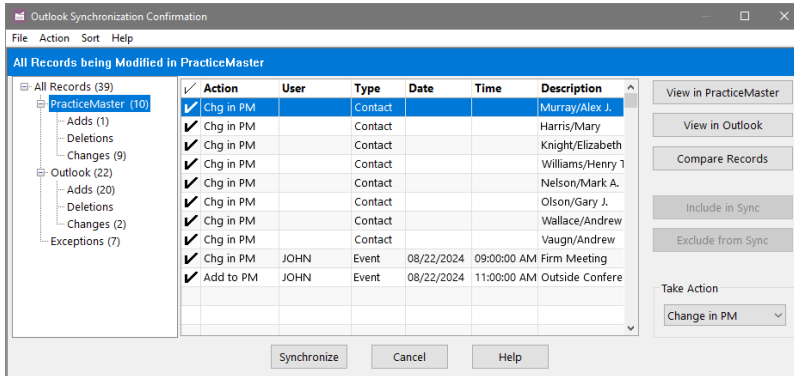 Outlook Synchronization Confirmation
File Action Sort Help
All Records being Modified in PracticeMaster
All Records (39)
PracticeMaster (10)
Adds (1)
Deletions
Changes (9)
Outlook (22)
Adds (20)
Deletions
Changes (2)
Exceptions (7)
Action User Type Date Time Description
Chg in PM Contact Murray/Alex J.
Chg in PM Contact Harris/Mary
Chg in PM Contact Knight/Elizabeth
Chg in PM Contact Williams/Henry T
Chg in PM Contact Nelson/Mark A.
Chg in PM Contact Olson/Gary J.
Chg in PM Contact Wallace/Andrew
Chg in PM Contact Vaugn/Andrew
Chg in PM JOHN Event 08/22/2024 09:00:00 AM Firm Meeting
Add to PM JOHN Event 08/22/2024 11:00:00 AM Outside Confere
View in PracticeMaster
View in Outlook
Compare Records
Include in Sync
Exclude from Sync
Take Action
Change in PM
Synchronize Cancel Help